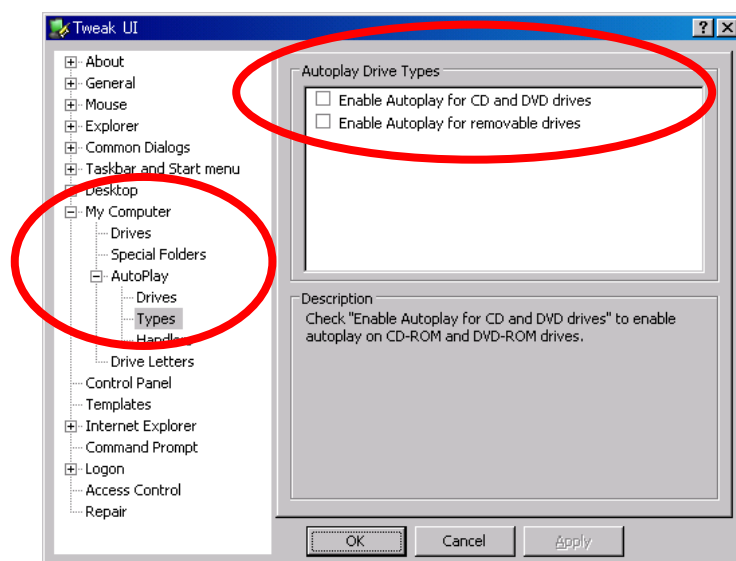 Tweak UI
About
General
Mouse
Explorer
Common Dialogs
Taskbar and Start menu
Desktop
My Computer
Drives
Special Folders
AutoPlay
Drives
Types
Handlers
Drive Letters
Control Panel
Templates
Internet Explorer
Command Prompt
Logon
Access Control
Repair
Autoplay Drive Types
Enable Autoplay for CD and DVD drives
Enable Autoplay for removable drives
Description
Check "Enable Autoplay for CD and DVD drives" to enable
autoplay on CD-ROM and DVD-ROM drives.
OK
Cancel
Apply